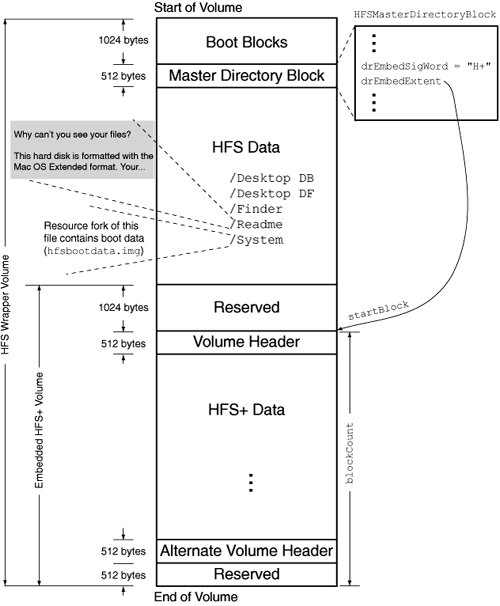 Start of Volume
HFSMasterDirectoryBlock
1024 bytes
Boot Blocks
512 bytes
Master Directory Block
drEmbedSigWord = "H+"
drEmbedExtent
Why can't you see your files?
This hard disk is formatted with the
Mac OS Extended format. Your...
HFS Data
/Desktop DB
/Desktop DF
/Finder
/Readme
/System
Resource fork of this
file contains boot data
(hfsbootdata.img)
HFS Wrapper Volume
Embedded HFS+ Volume
1024 bytes
Reserved
startBlock
512 bytes
Volume Header
HFS+ Data
blockCount
512 bytes
Alternate Volume Header
512 bytes
Reserved
End of Volume